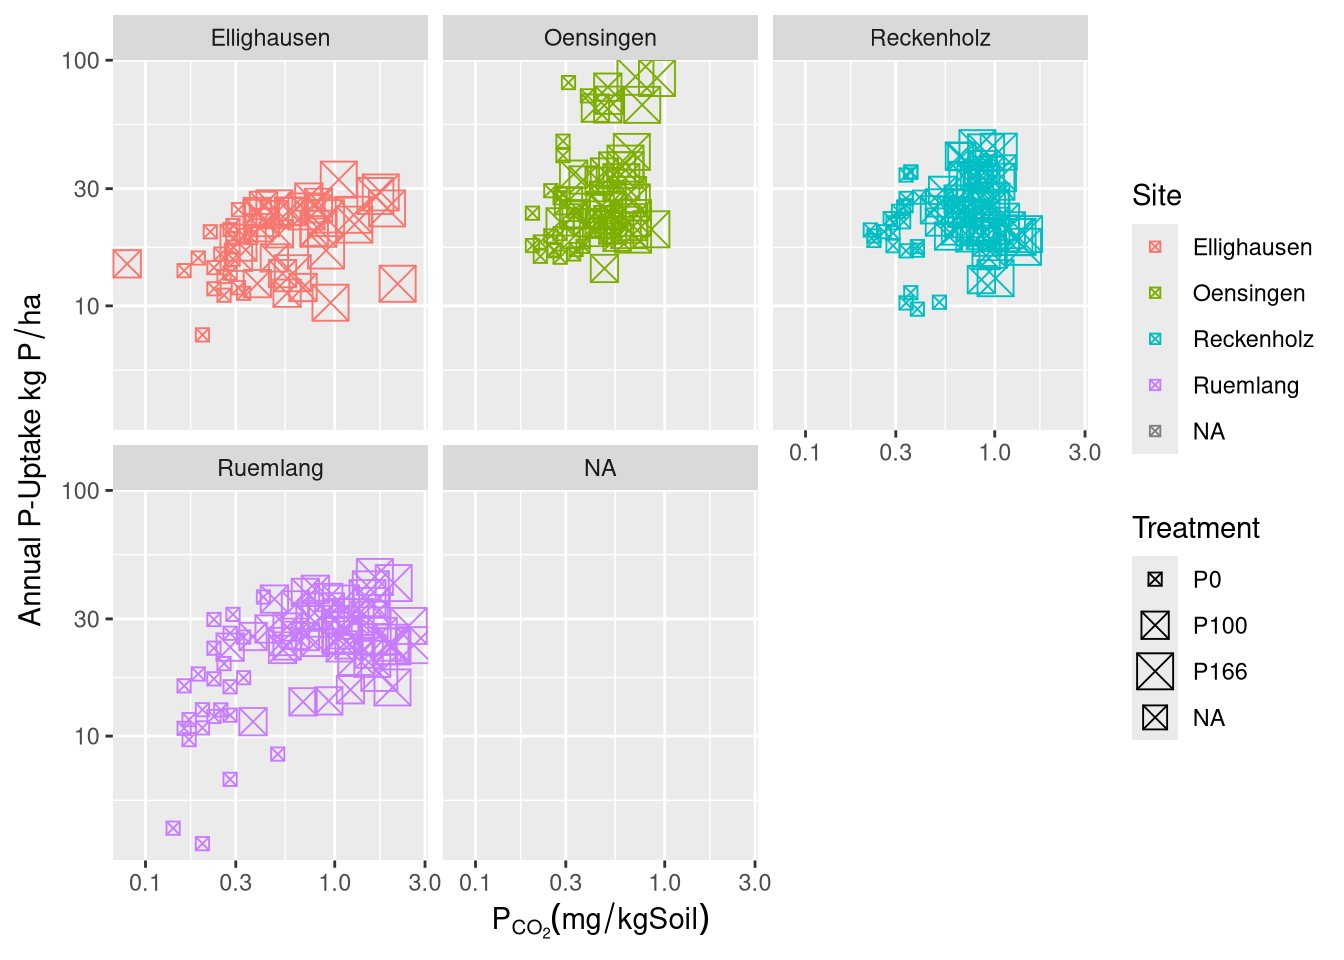 Ellighausen
Oensingen
Reckenholz
100
30
10
0.1 0.3 1.0 3.0
Ruemlang
NA
100
30
10
0.1 0.3 1.0 3.0
0.1 0.3 1.0 3.0
Annual P-Uptake kg P/ha
P_CO2(mg/kgSoil)
Site
Ellighausen
Oensingen
Reckenholz
Ruemlang
NA
Treatment
P0
P100
P166
NA